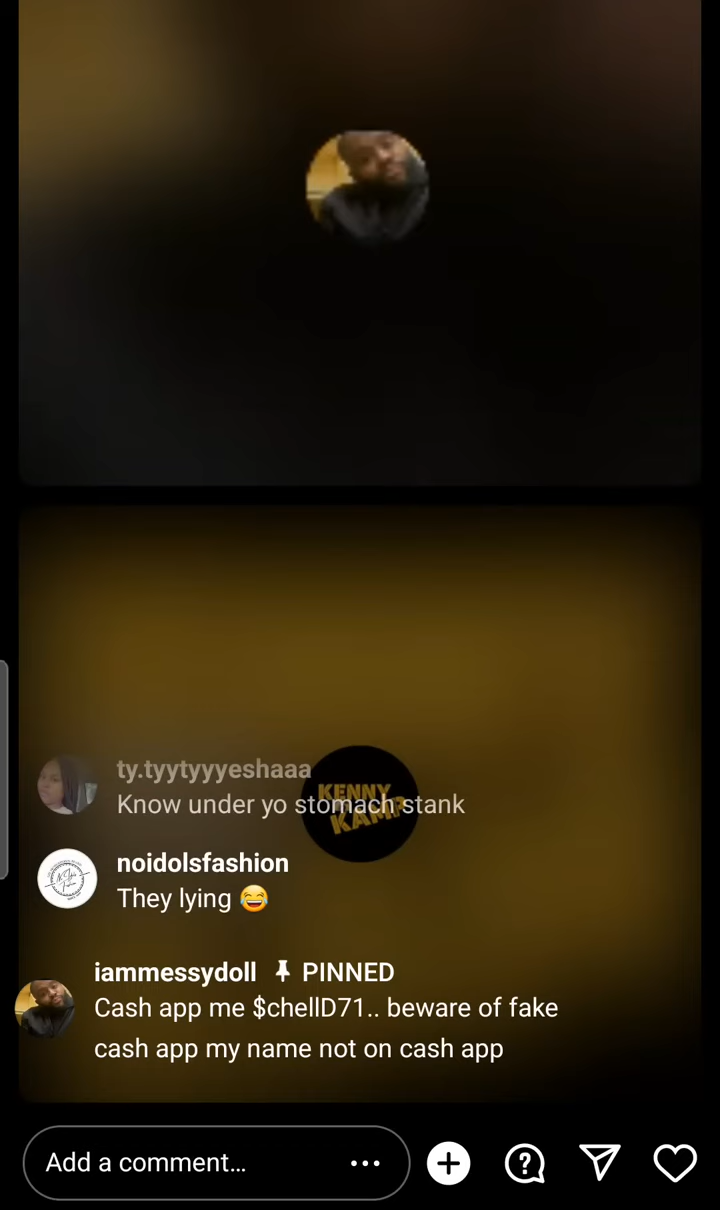 ty.tyytyyyeshaaa
Know under yo stomach stank
KENNY
KAMP
noidolsfashion
They lying 😂
iammessydoll PINNED
Cash app me $chellD71.. beware of fake
cash app my name not on cash app
Add a comment...